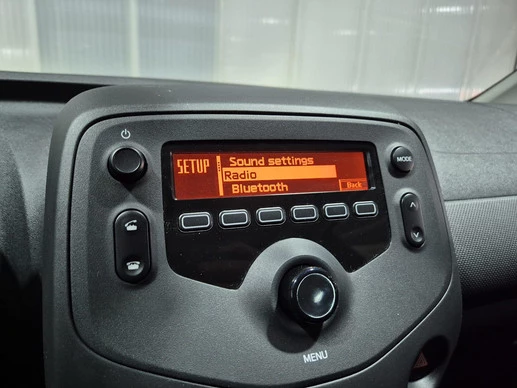 SETUP
Sound settings
Radio
Bluetooth
Back
MODE
MENU